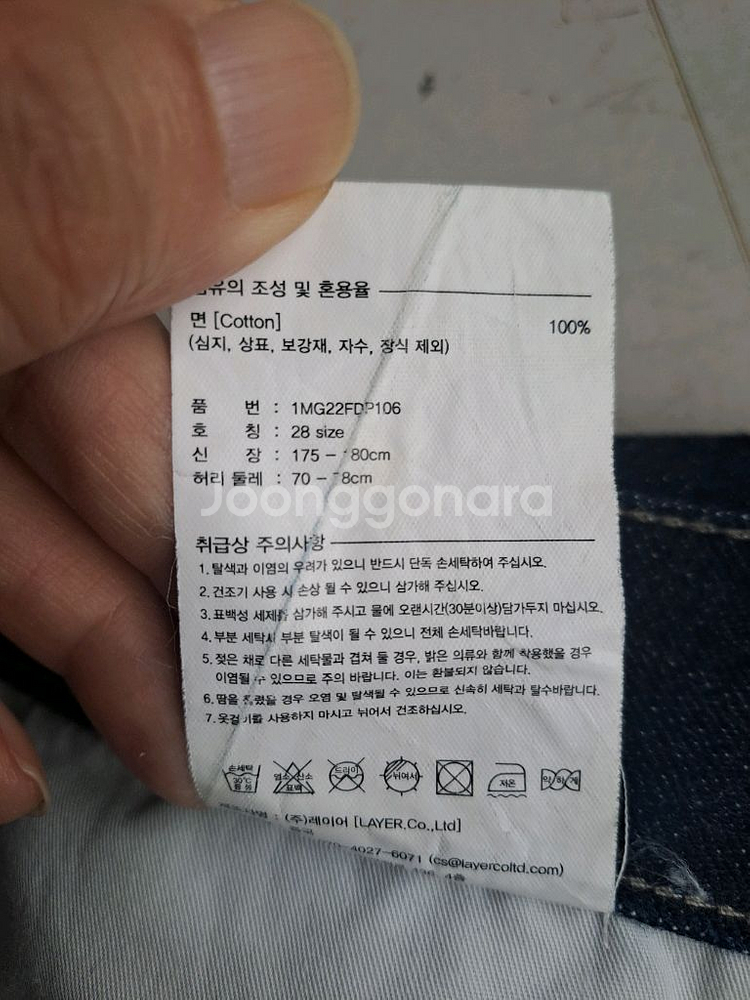 조성 및 혼용율
면 [Cotton] 100%
(심지, 상표, 보강재, 자수, 장식 제외)
품 번 : 1MG22FDP106
호 칭 : 28 size
신 장 : 175 - 80cm
허리 둘레 : 70 - 8cm
Joonggonara
취급상 주의사항
1. 탈색과 이염의 우려가 있으니 반드시 단독 손세탁하여 주십시오.
2. 건조기 사용 시 손상 될 수 있으니 삼가해 주십시오.
3. 표백성 세제를 삼가해 주시고 물에 오랜시간(30분이상)담가두지 마십시오.
4. 부분 세탁시 부분 탈색이 될 수 있으니 전체 손세탁바랍니다.
5. 젖은 채로 다른 세탁물과 겹쳐 둘 경우, 밝은 의류와 함께 착용했을 경우
이염될 수 있으므로 주의 바랍니다. 이는 환불되지 않습니다.
6. 땀을 흘렸을 경우 오염 및 탈색될 수 있으므로 신속히 세탁과 탈수바랍니다.
7. 옷걸이를 사용하지 마시고 뉘어서 건조하십시오.
손세탁 30℃ 중성 염소 산소 표백 드라이 뉘어서 저온 약하게
: (주)레이어 [LAYER.Co.,Ltd]
중국
4027-6071 (cs@layercoltd.com)
4층